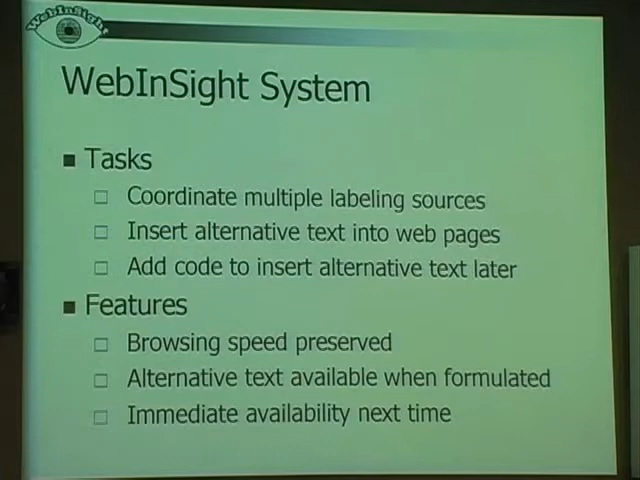 WebInSight
WebInSight System
Tasks
Coordinate multiple labeling sources
Insert alternative text into web pages
Add code to insert alternative text later
Features
Browsing speed preserved
Alternative text available when formulated
Immediate availability next time